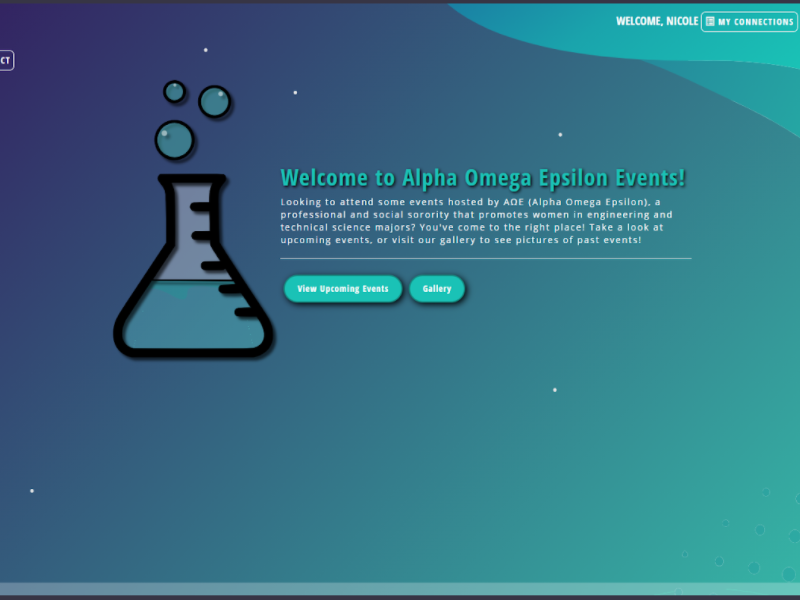 WELCOME, NICOLE MY CONNECTIONS
CT
Welcome to Alpha Omega Epsilon Events!
Looking to attend some events hosted by AΩE (Alpha Omega Epsilon), a
professional and social sorority that promotes women in engineering and
technical science majors? You've come to the right place! Take a look at
upcoming events, or visit our gallery to see pictures of past events!
View Upcoming Events Gallery